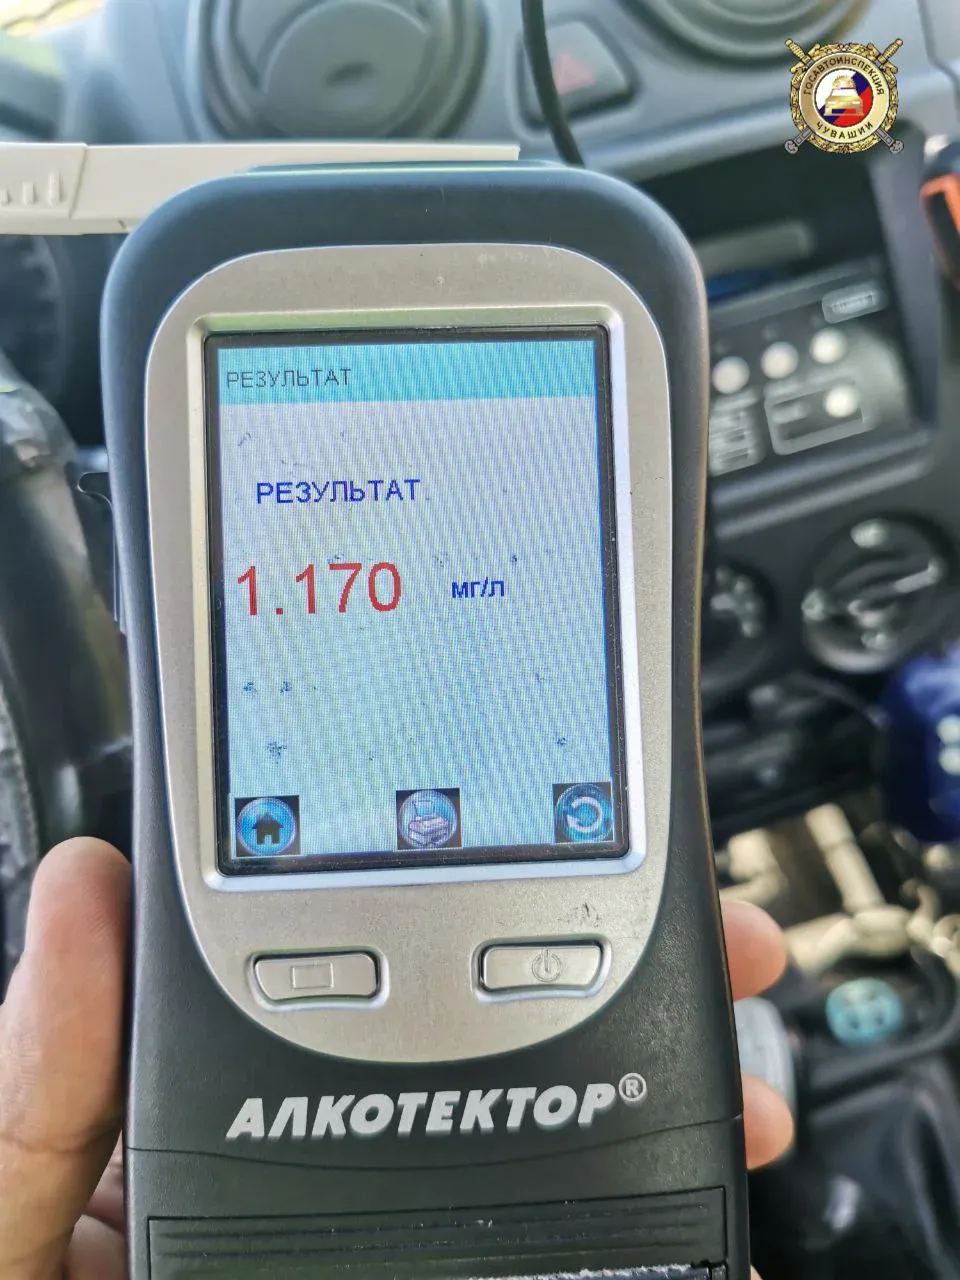 ГОСАВТОИНСПЕКЦИЯ
ЧУВАШИИ
РЕЗУЛЬТАТ
РЕЗУЛЬТАТ
1.170 мг/л
АЛКОТЕКТОР®